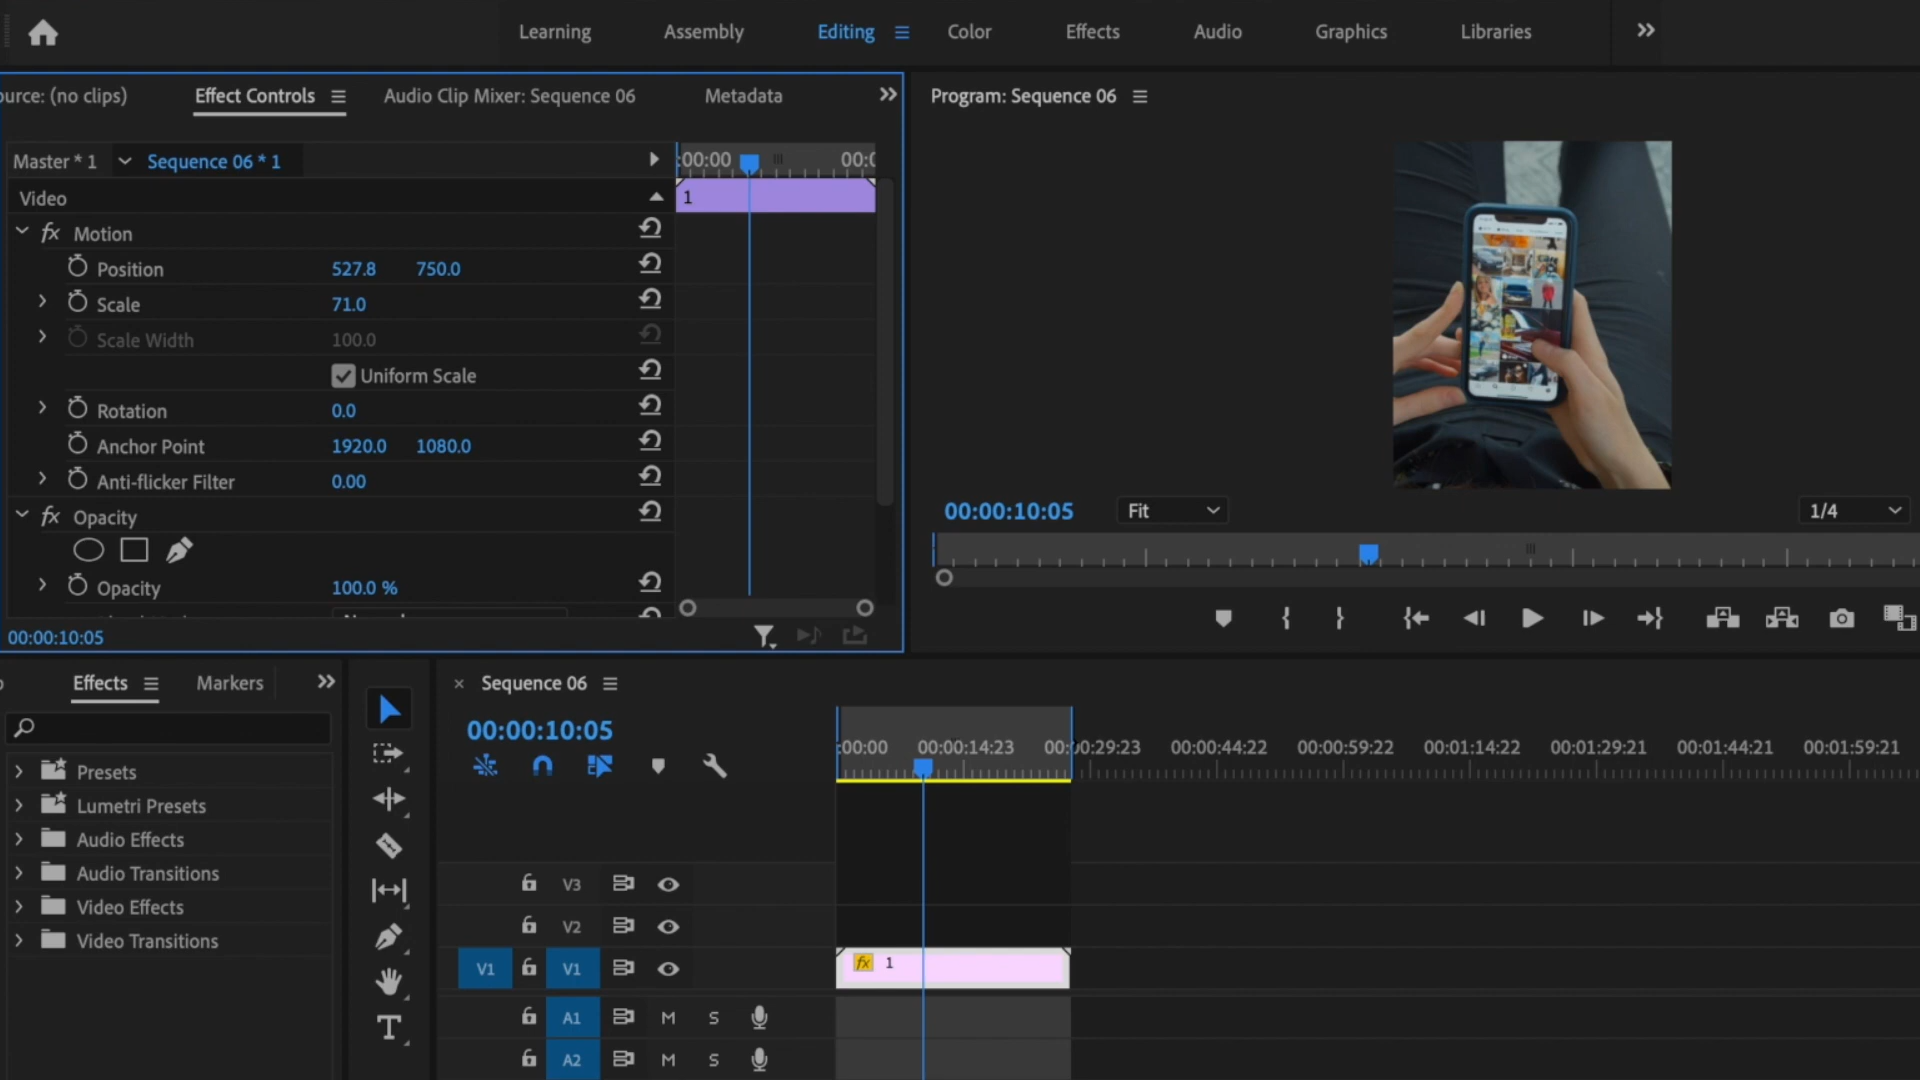 Learning Assembly Editing Color Effects Audio Graphics Libraries
ource: (no clips) Effect Controls Audio Clip Mixer: Sequence 06 Metadata
Program: Sequence 06
Master * 1 Sequence 06 * 1
:00:00 00:0
Video
1
fx Motion
Position 527.8 750.0
Scale 71.0
Scale Width 100.0
Uniform Scale
Rotation 0.0
Anchor Point 1920.0 1080.0
Anti-flicker Filter 0.00
fx Opacity
Opacity 100.0 %
00:00:10:05
00:00:10:05 Fit 1/4
Effects Markers
Presets
Lumetri Presets
Audio Effects
Audio Transitions
Video Effects
Video Transitions
× Sequence 06
00:00:10:05
:00:00 00:00:14:23 00:00:29:23 00:00:44:22 00:00:59:22 00:01:14:22 00:01:29:21 00:01:44:21 00:01:59:21
V3
V2
V1 V1 fx 1
A1 M S
A2 M S